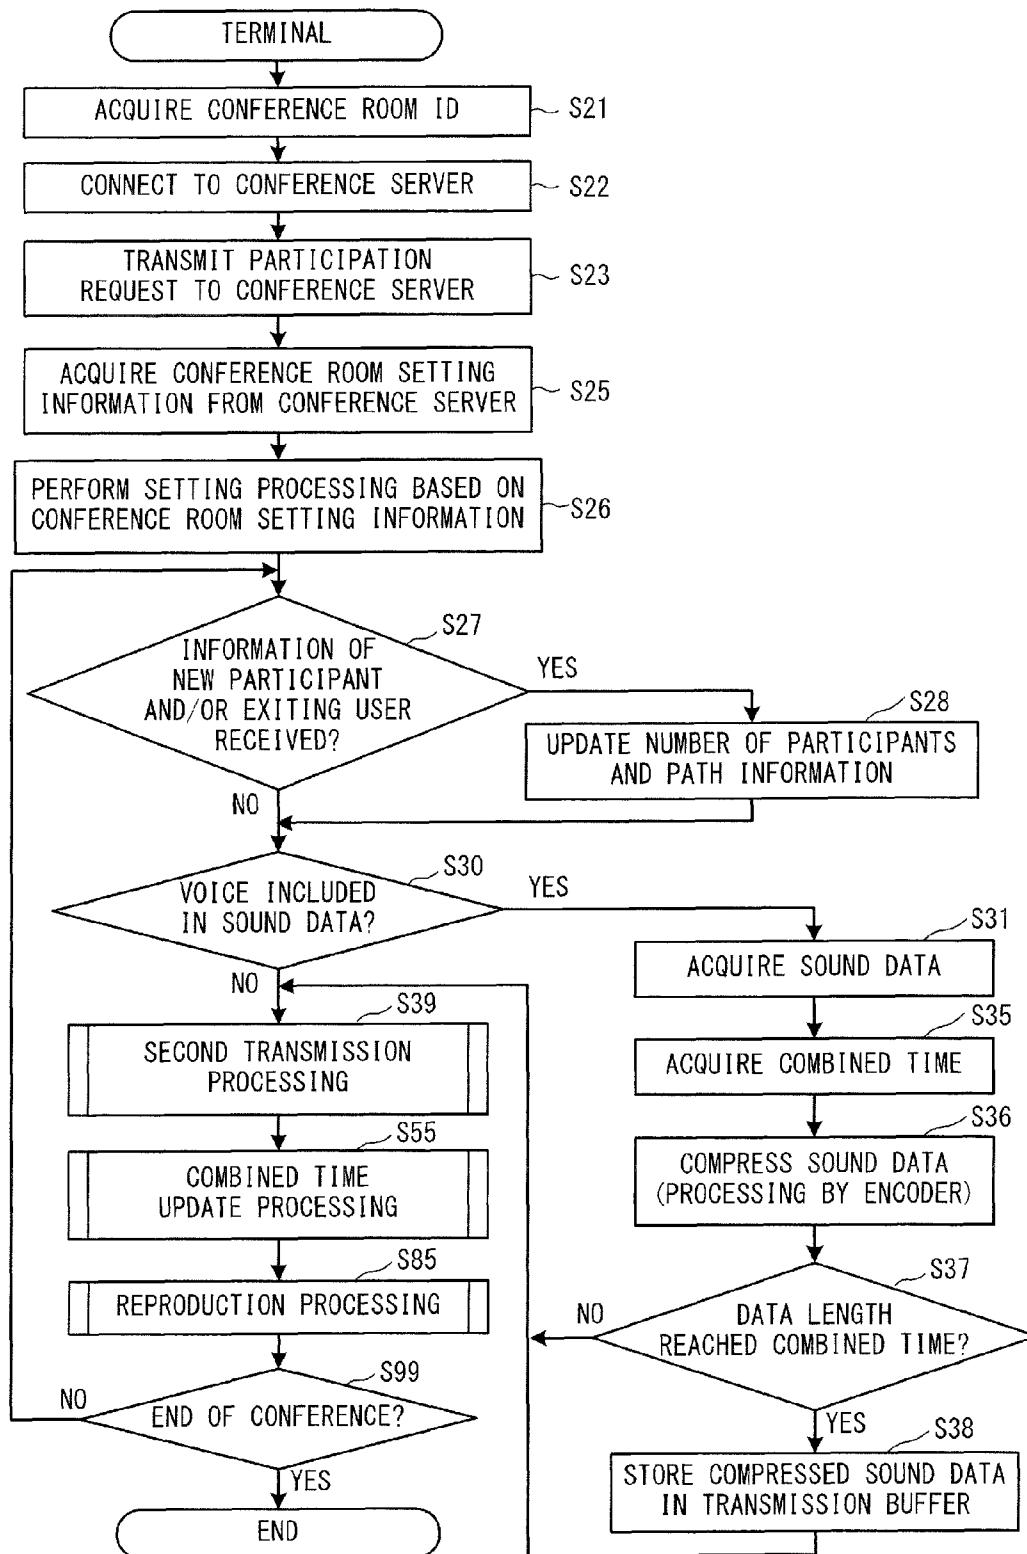 TERMINAL
ACQUIRE CONFERENCE ROOM ID
S21
CONNECT TO CONFERENCE SERVER
S22
TRANSMIT PARTICIPATION
REQUEST TO CONFERENCE SERVER
S23
ACQUIRE CONFERENCE ROOM SETTING
INFORMATION FROM CONFERENCE SERVER
S25
PERFORM SETTING PROCESSING BASED ON
CONFERENCE ROOM SETTING INFORMATION
S26
S27
INFORMATION OF
NEW PARTICIPANT
AND/OR EXITING USER
RECEIVED?
YES
NO
S28
UPDATE NUMBER OF PARTICIPANTS
AND PATH INFORMATION
S30
VOICE INCLUDED
IN SOUND DATA?
YES
NO
S31
ACQUIRE SOUND DATA
S35
ACQUIRE COMBINED TIME
S36
COMPRESS SOUND DATA
(PROCESSING BY ENCODER)
S37
DATA LENGTH
REACHED COMBINED TIME?
NO
YES
S38
STORE COMPRESSED SOUND DATA
IN TRANSMISSION BUFFER
S39
SECOND TRANSMISSION
PROCESSING
S55
COMBINED TIME
UPDATE PROCESSING
S85
REPRODUCTION PROCESSING
S99
END OF CONFERENCE?
NO
YES
END